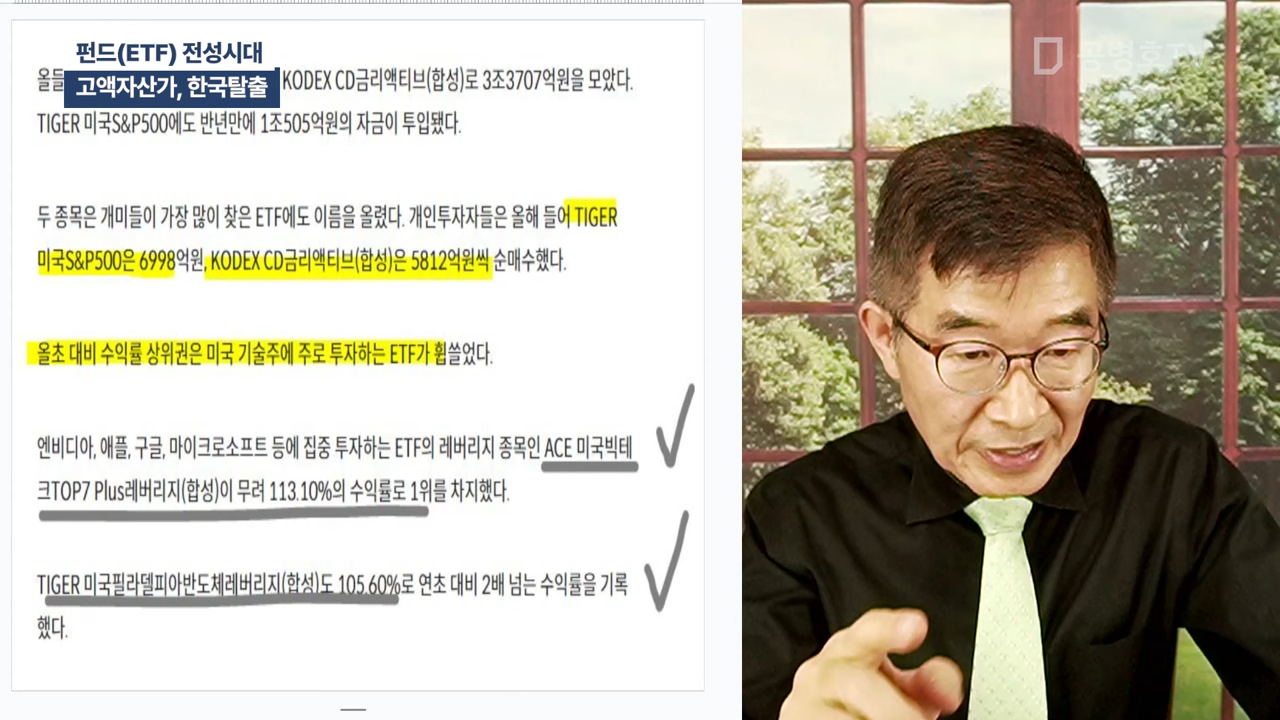 펀드(ETF) 전성시대
고액자산가, 한국탈출
올들 KODEX CD금리액티브(합성)로 3조3707억원을 모았다.
TIGER 미국S&P500에도 반년만에 1조505억원의 자금이 투입됐다.
두 종목은 개미들이 가장 많이 찾은 ETF에도 이름을 올렸다. 개인투자자들은 올해 들어 TIGER
미국S&P500은 6998억원, KODEX CD금리액티브(합성)은 5812억원씩 순매수했다.
올초 대비 수익률 상위권은 미국 기술주에 주로 투자하는 ETF가 휩쓸었다.
엔비디아, 애플, 구글, 마이크로소프트 등에 집중 투자하는 ETF의 레버리지 종목인 ACE 미국빅테
크TOP7 Plus레버리지(합성)이 무려 113.10%의 수익률로 1위를 차지했다.
TIGER 미국필라델피아반도체레버리지(합성)도 105.60%로 연초 대비 2배 넘는 수익률을 기록
했다.